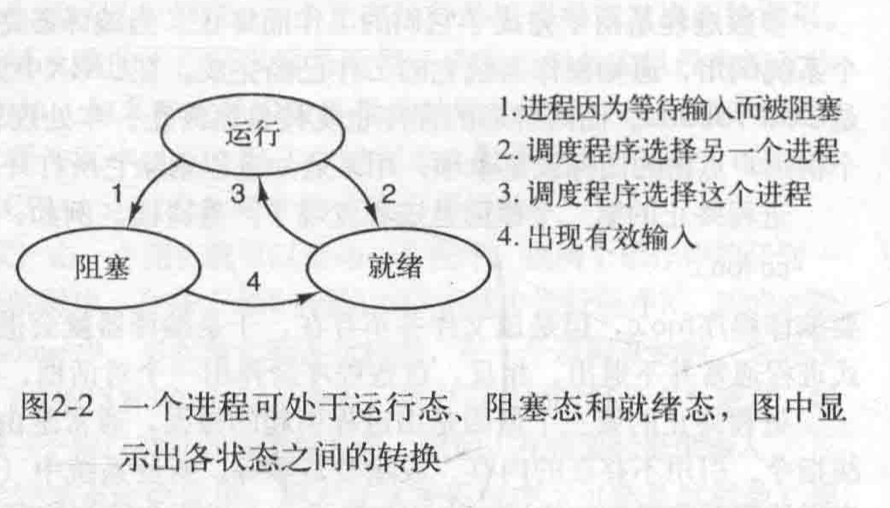 运行
1.进程因为等待输入而被阻塞
2. 调度程序选择另一个进程
3. 调度程序选择这个进程
4. 出现有效输入
1
3
2
阻塞
4
就绪
图2-2 一个进程可处于运行态、阻塞态和就绪态，图中显
示出各状态之间的转换